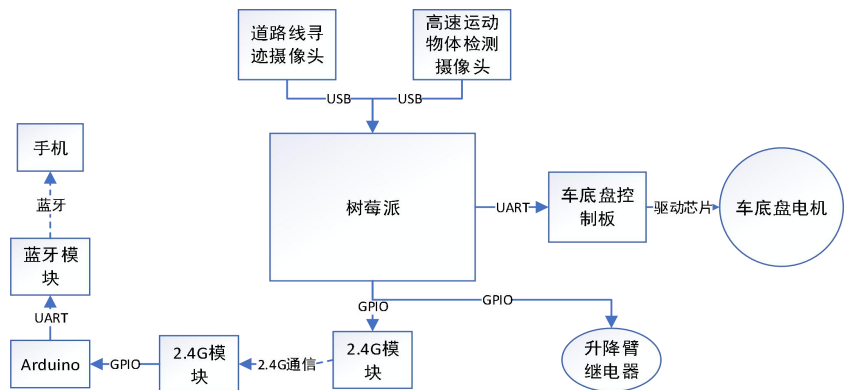 道路线寻
迹摄像头
高速运动
物体检测
摄像头
USB
USB
手机
蓝牙
树莓派
UART
车底盘控
制板
驱动芯片
车底盘电机
蓝牙模
块
UART
GPIO
GPIO
Arduino
GPIO
2.4G模
块
2.4G通信
2.4G模
块
升降臂
继电器